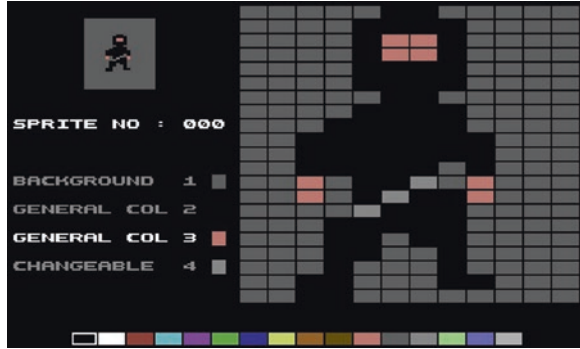 SPRITE NO : 000
BACKGROUND 1
GENERAL COL 2
GENERAL COL 3
CHANGEABLE 4